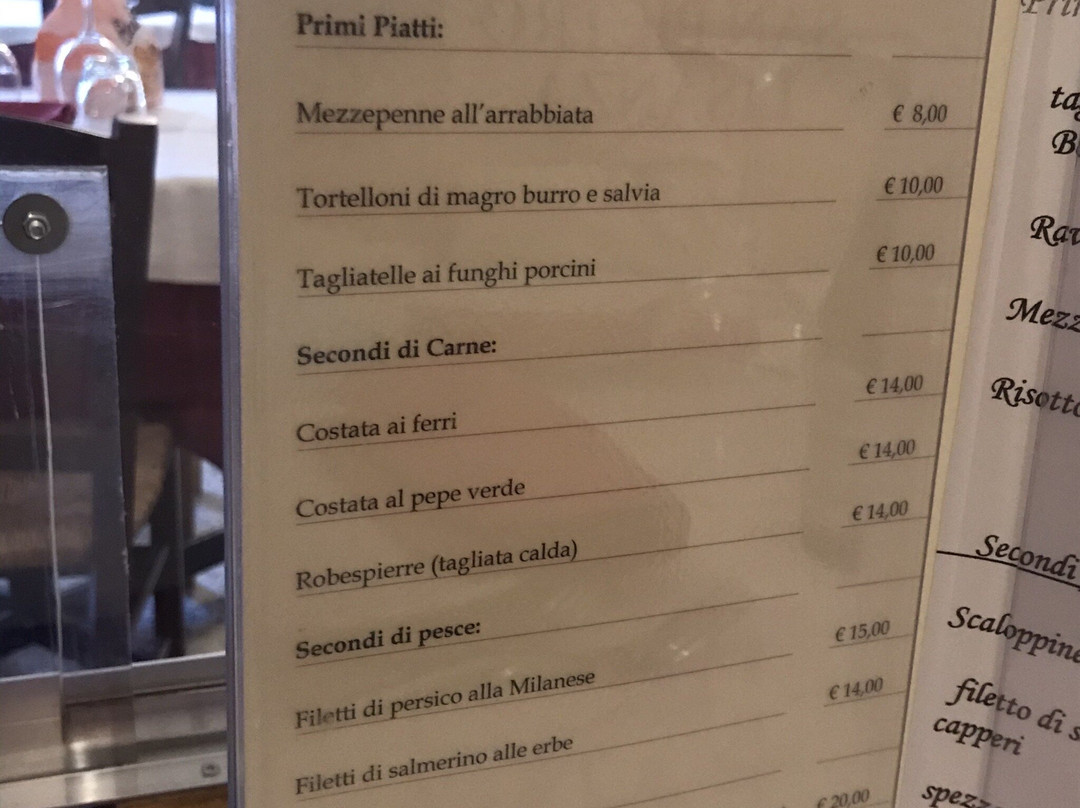 Primi Piatti:
Mezzepenne all'arrabbiata € 8,00
Tortelloni di magro burro e salvia € 10,00
Tagliatelle ai funghi porcini € 10,00
Secondi di Carne:
Costata ai ferri € 14,00
Costata al pepe verde € 14,00
Robespierre (tagliata calda) € 14,00
Secondi di pesce:
Filetti di persico alla Milanese € 15,00
Filetti di salmerino alle erbe € 14,00
€ 20,00
Risotto
Secondi
Scaloppine
filetto di s
capperi